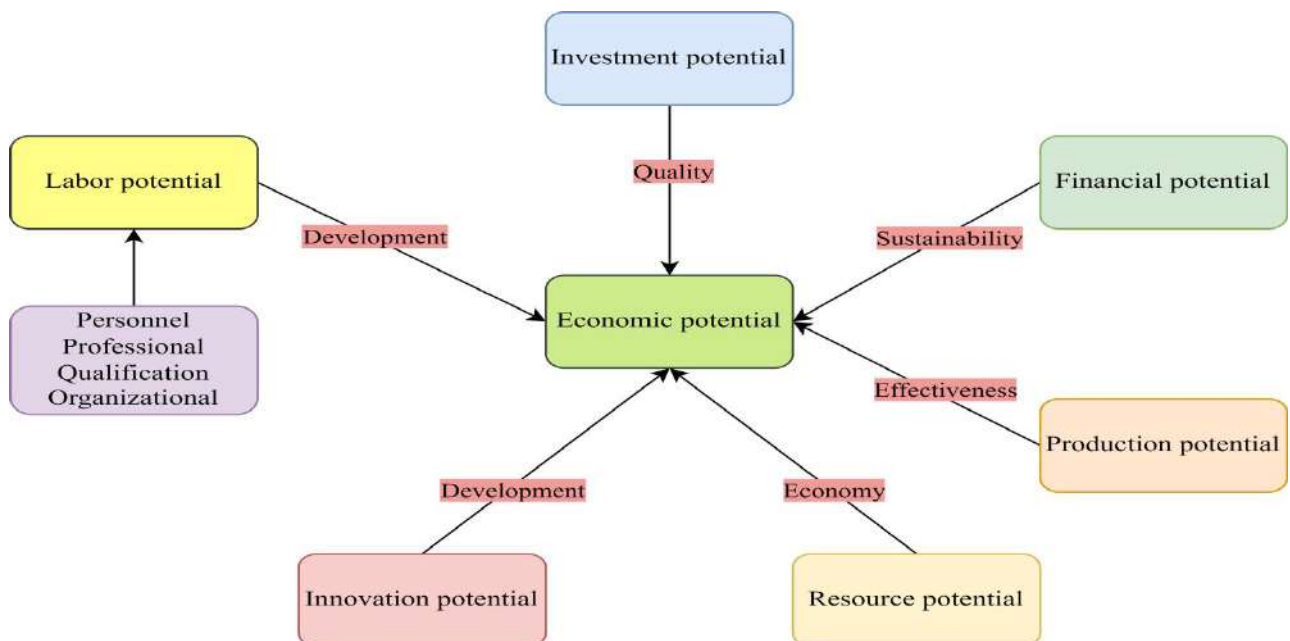 Investment potential
Labor potential
Quality
Financial potential
Development
Sustainability
Personnel
Professional
Qualification
Organizational
Economic potential
Effectiveness
Production potential
Development
Economy
Innovation potential
Resource potential